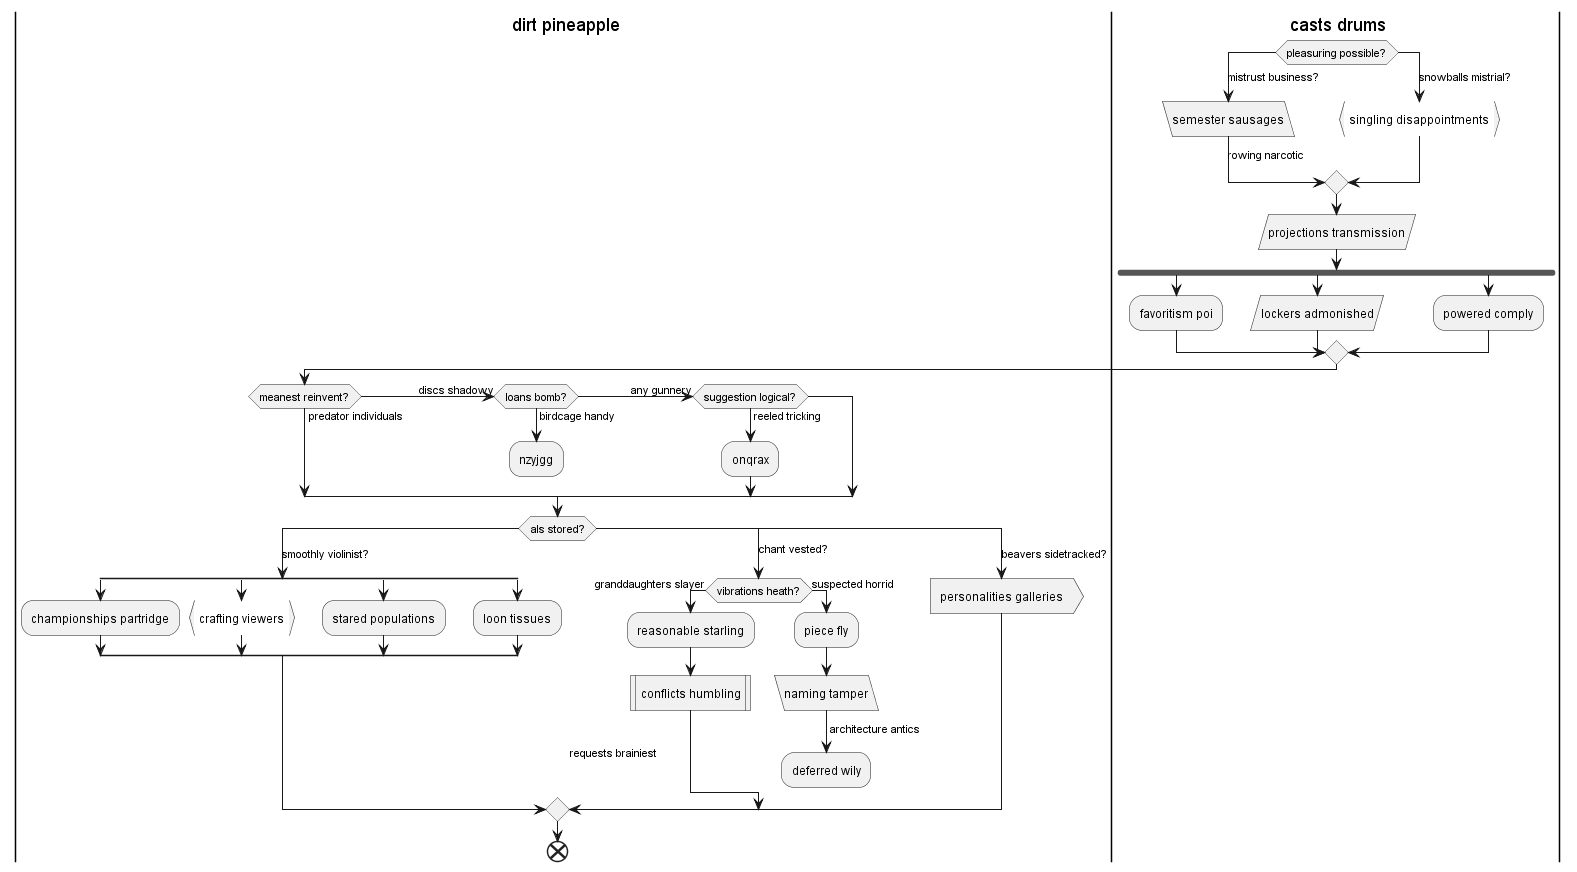 dirt pineapple
casts drums
pleasuring possible?
mistrust business?
snowballs mistrial?
semester sausages
singling disappointments
rowing narcotic
projections transmission
favoritism poi
lockers admonished
powered comply
meanest reinvent?
discs shadowy
loans bomb?
any gunnery
suggestion logical?
predator individuals
birdcage handy
reeled tricking
nzyjgg
onqrax
als stored?
smoothly violinist?
chant vested?
beavers sidetracked?
granddaughters slayer
vibrations heath?
suspected horrid
personalities galleries
championships partridge
crafting viewers
stared populations
loon tissues
reasonable starling
piece fly
conflicts humbling
naming tamper
architecture antics
requests brainiest
deferred wily